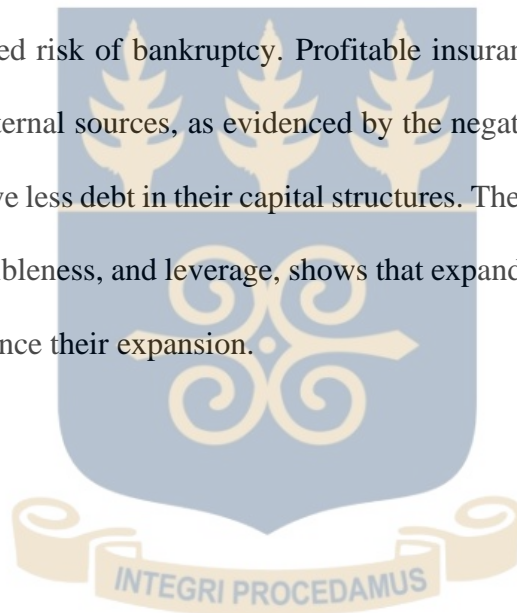 ed risk of bankruptcy. Profitable insuran
ternal sources, as evidenced by the negat
ve less debt in their capital structures. The
ibleness, and leverage, shows that expand
nce their expansion.
INTEGRI PROCEDAMUS